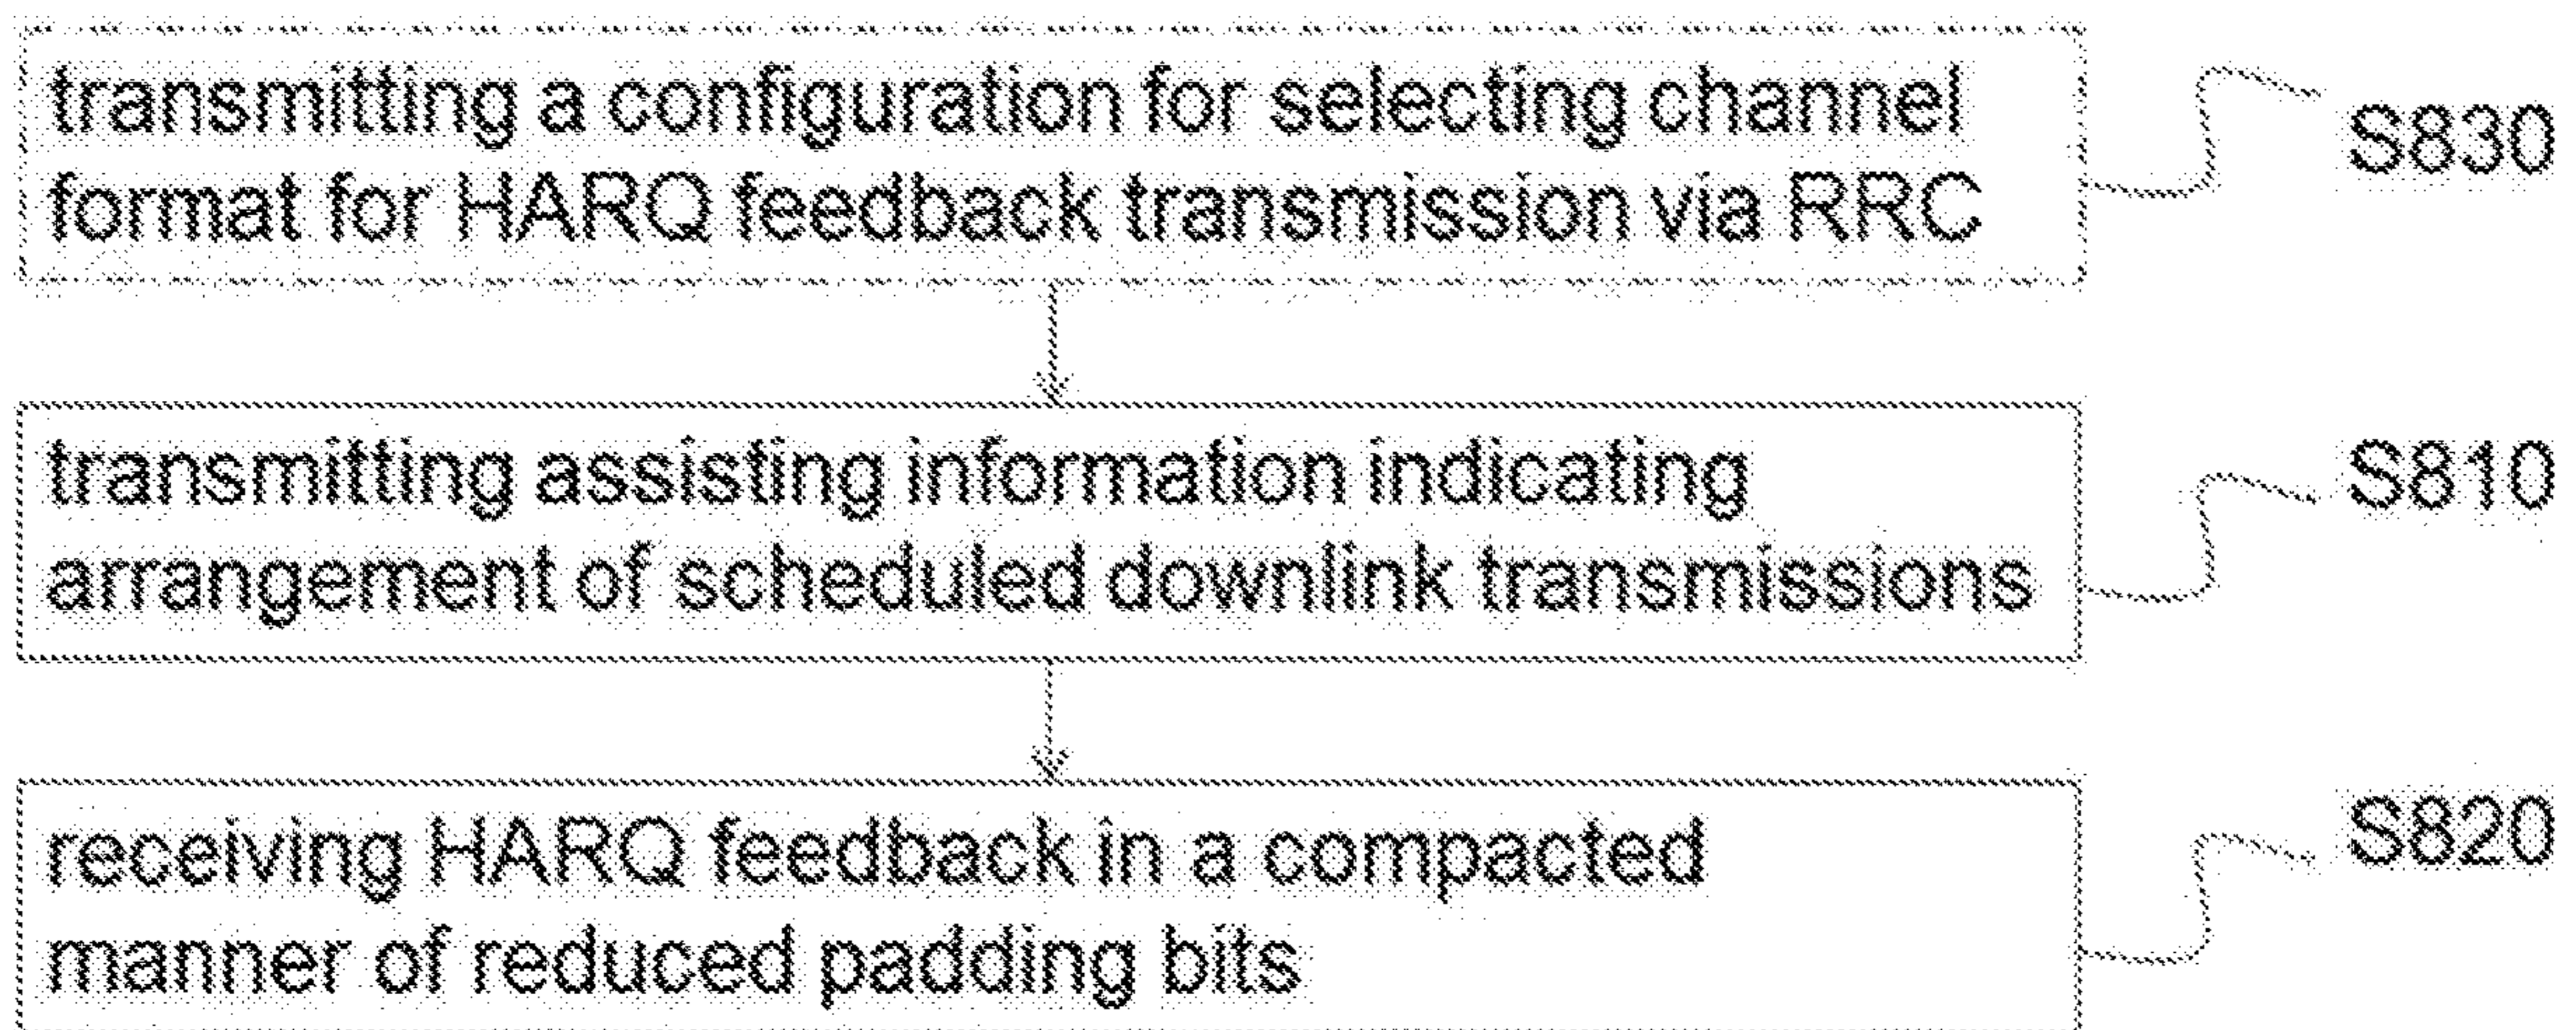 transmitting a configuration for selecting channel
format for HARQ feedback transmission via RRC
S830
transmitting assisting information indicating
arrangement of scheduled downlink transmissions
S810
receiving HARQ feedback in a compacted
manner of reduced padding bits
S820